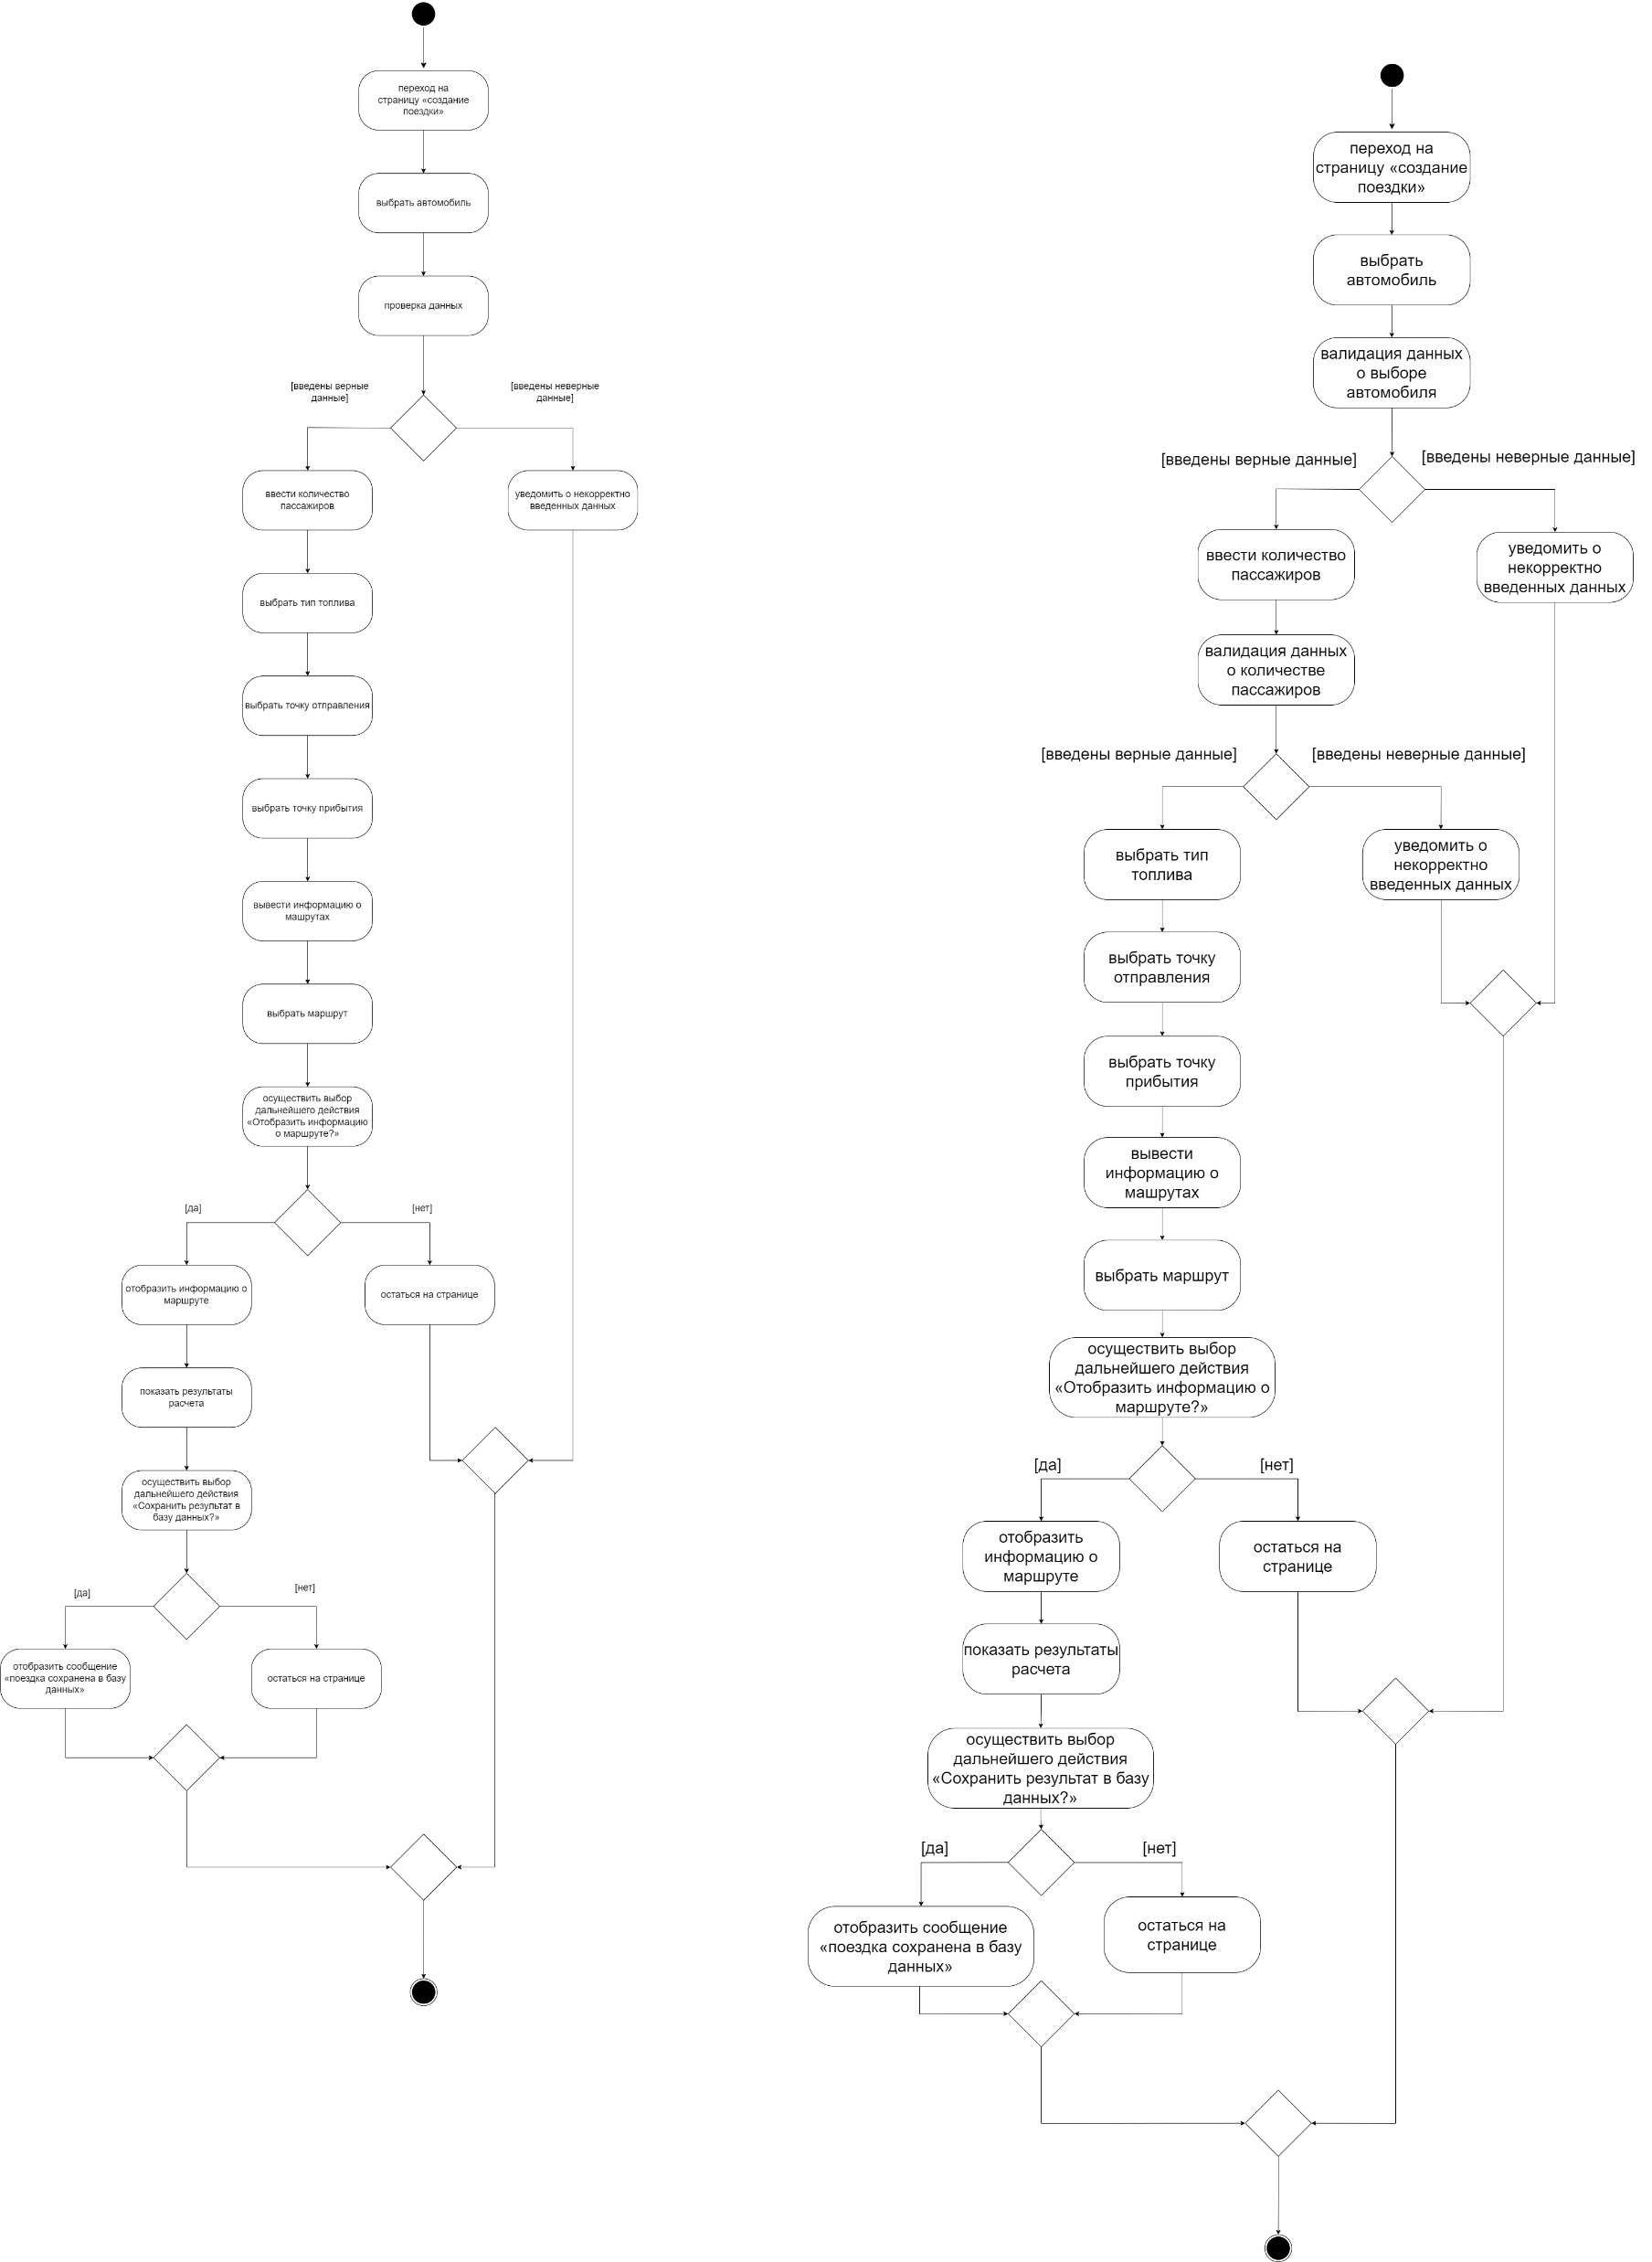 переход на
страницу «создание
поездки»
выбрать автомобиль
проверка данных
[введены верные
данные]
[введены неверные
данные]
ввести количество
пассажиров
уведомить о некорректно
введенных данных
выбрать тип топлива
выбрать точку отправления
выбрать точку прибытия
вывести информацию о
машрутах
выбрать маршрут
осуществить выбор
дальнейшего действия
«Отобразить информацию
о маршруте?»
[да]
[нет]
отобразить информацию о
маршруте
остаться на странице
показать результаты
расчета
осуществить выбор
дальнейшего действия
«Сохранить результат в
базу данных?»
[да]
[нет]
отобразить сообщение
«поездка сохранена в базу
данных»
остаться на странице
переход на
страницу «создание
поездки»
выбрать
автомобиль
валидация данных
о выборе
автомобиля
[введены верные данные]
[введены неверные данные]
ввести количество
пассажиров
уведомить о
некорректно
введенных данных
валидация данных
о количестве
пассажиров
[введены верные данные]
[введены неверные данные]
выбрать тип
топлива
уведомить о
некорректно
введенных данных
выбрать точку
отправления
выбрать точку
прибытия
вывести
информацию о
машрутах
выбрать маршрут
осуществить выбор
дальнейшего действия
«Отобразить информацию о
маршруте?»
[да]
[нет]
отобразить
информацию о
маршруте
остаться на
странице
показать результаты
расчета
осуществить выбор
дальнейшего действия
«Сохранить результат в базу
данных?»
[да]
[нет]
отобразить сообщение
«поездка сохранена в базу
данных»
остаться на
странице